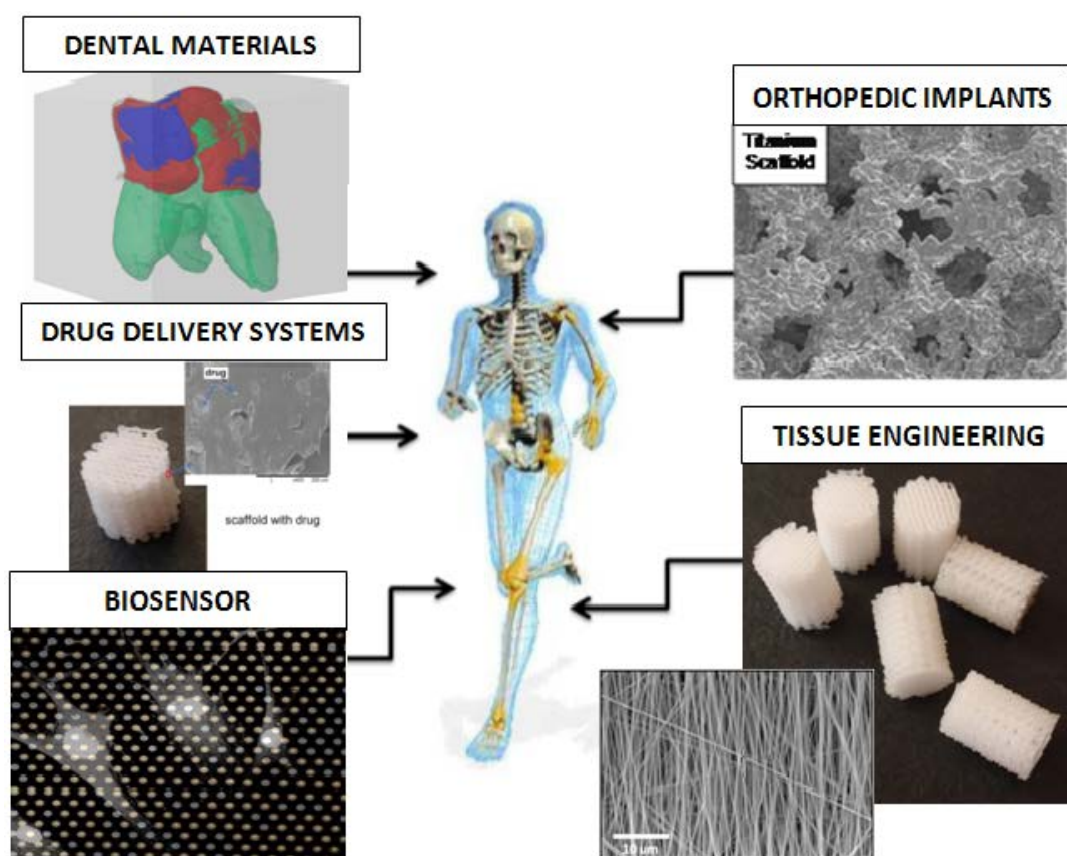 DENTAL MATERIALS
ORTHOPEDIC IMPLANTS
Titanium
Scaffold
DRUG DELIVERY SYSTEMS
drug
scaffold with drug
TISSUE ENGINEERING
BIOSENSOR
10 um